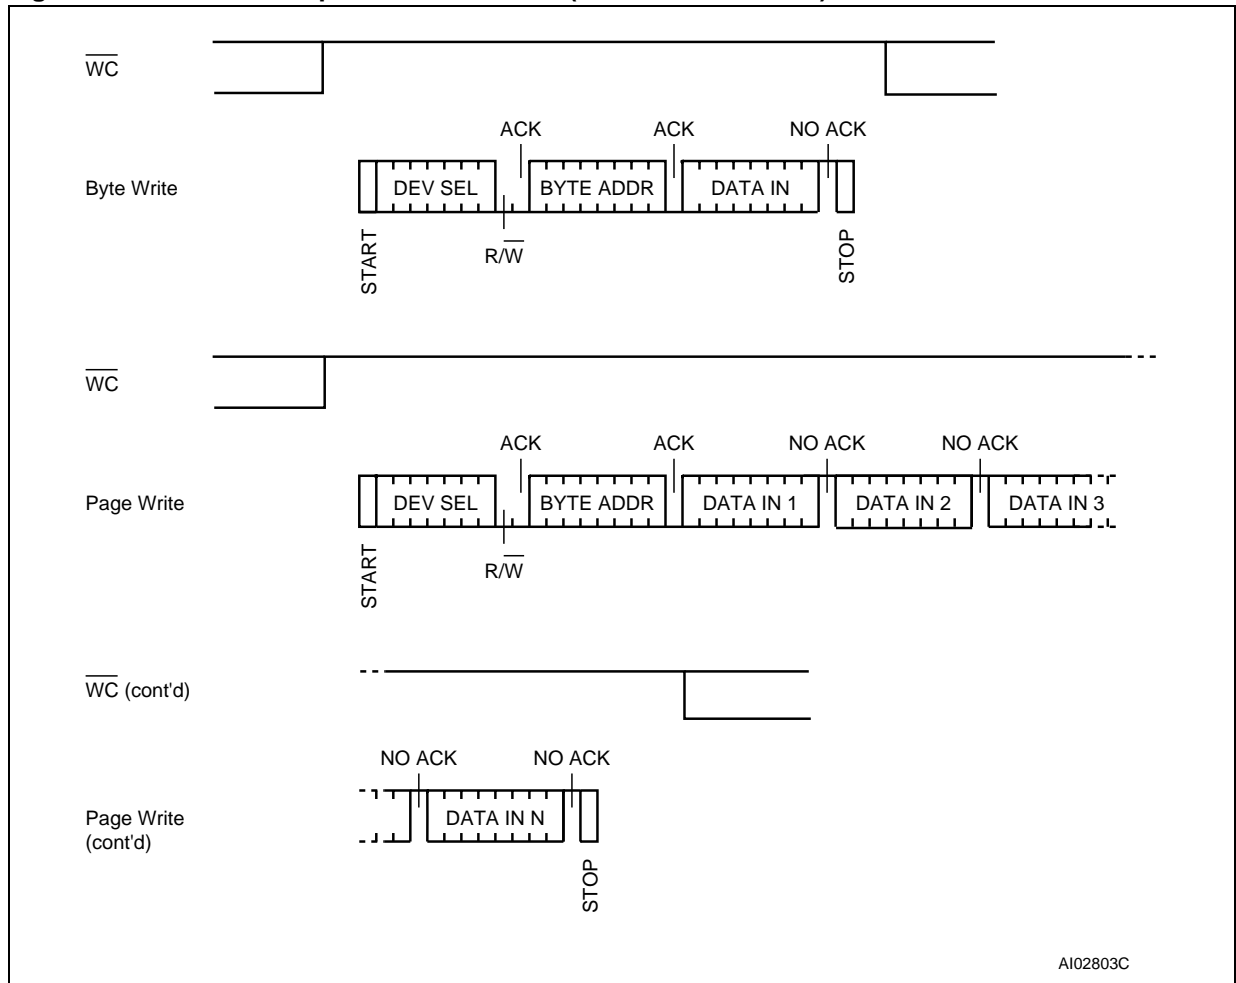 WC
ACK ACK NO ACK
Byte Write DEV SEL BYTE ADDR DATA IN
START R/W STOP
WC
ACK ACK NO ACK NO ACK
Page Write DEV SEL BYTE ADDR DATA IN 1 DATA IN 2 DATA IN 3
START R/W
WC (cont'd)
NO ACK NO ACK
Page Write
(cont'd)
DATA IN N
STOP
AI02803C